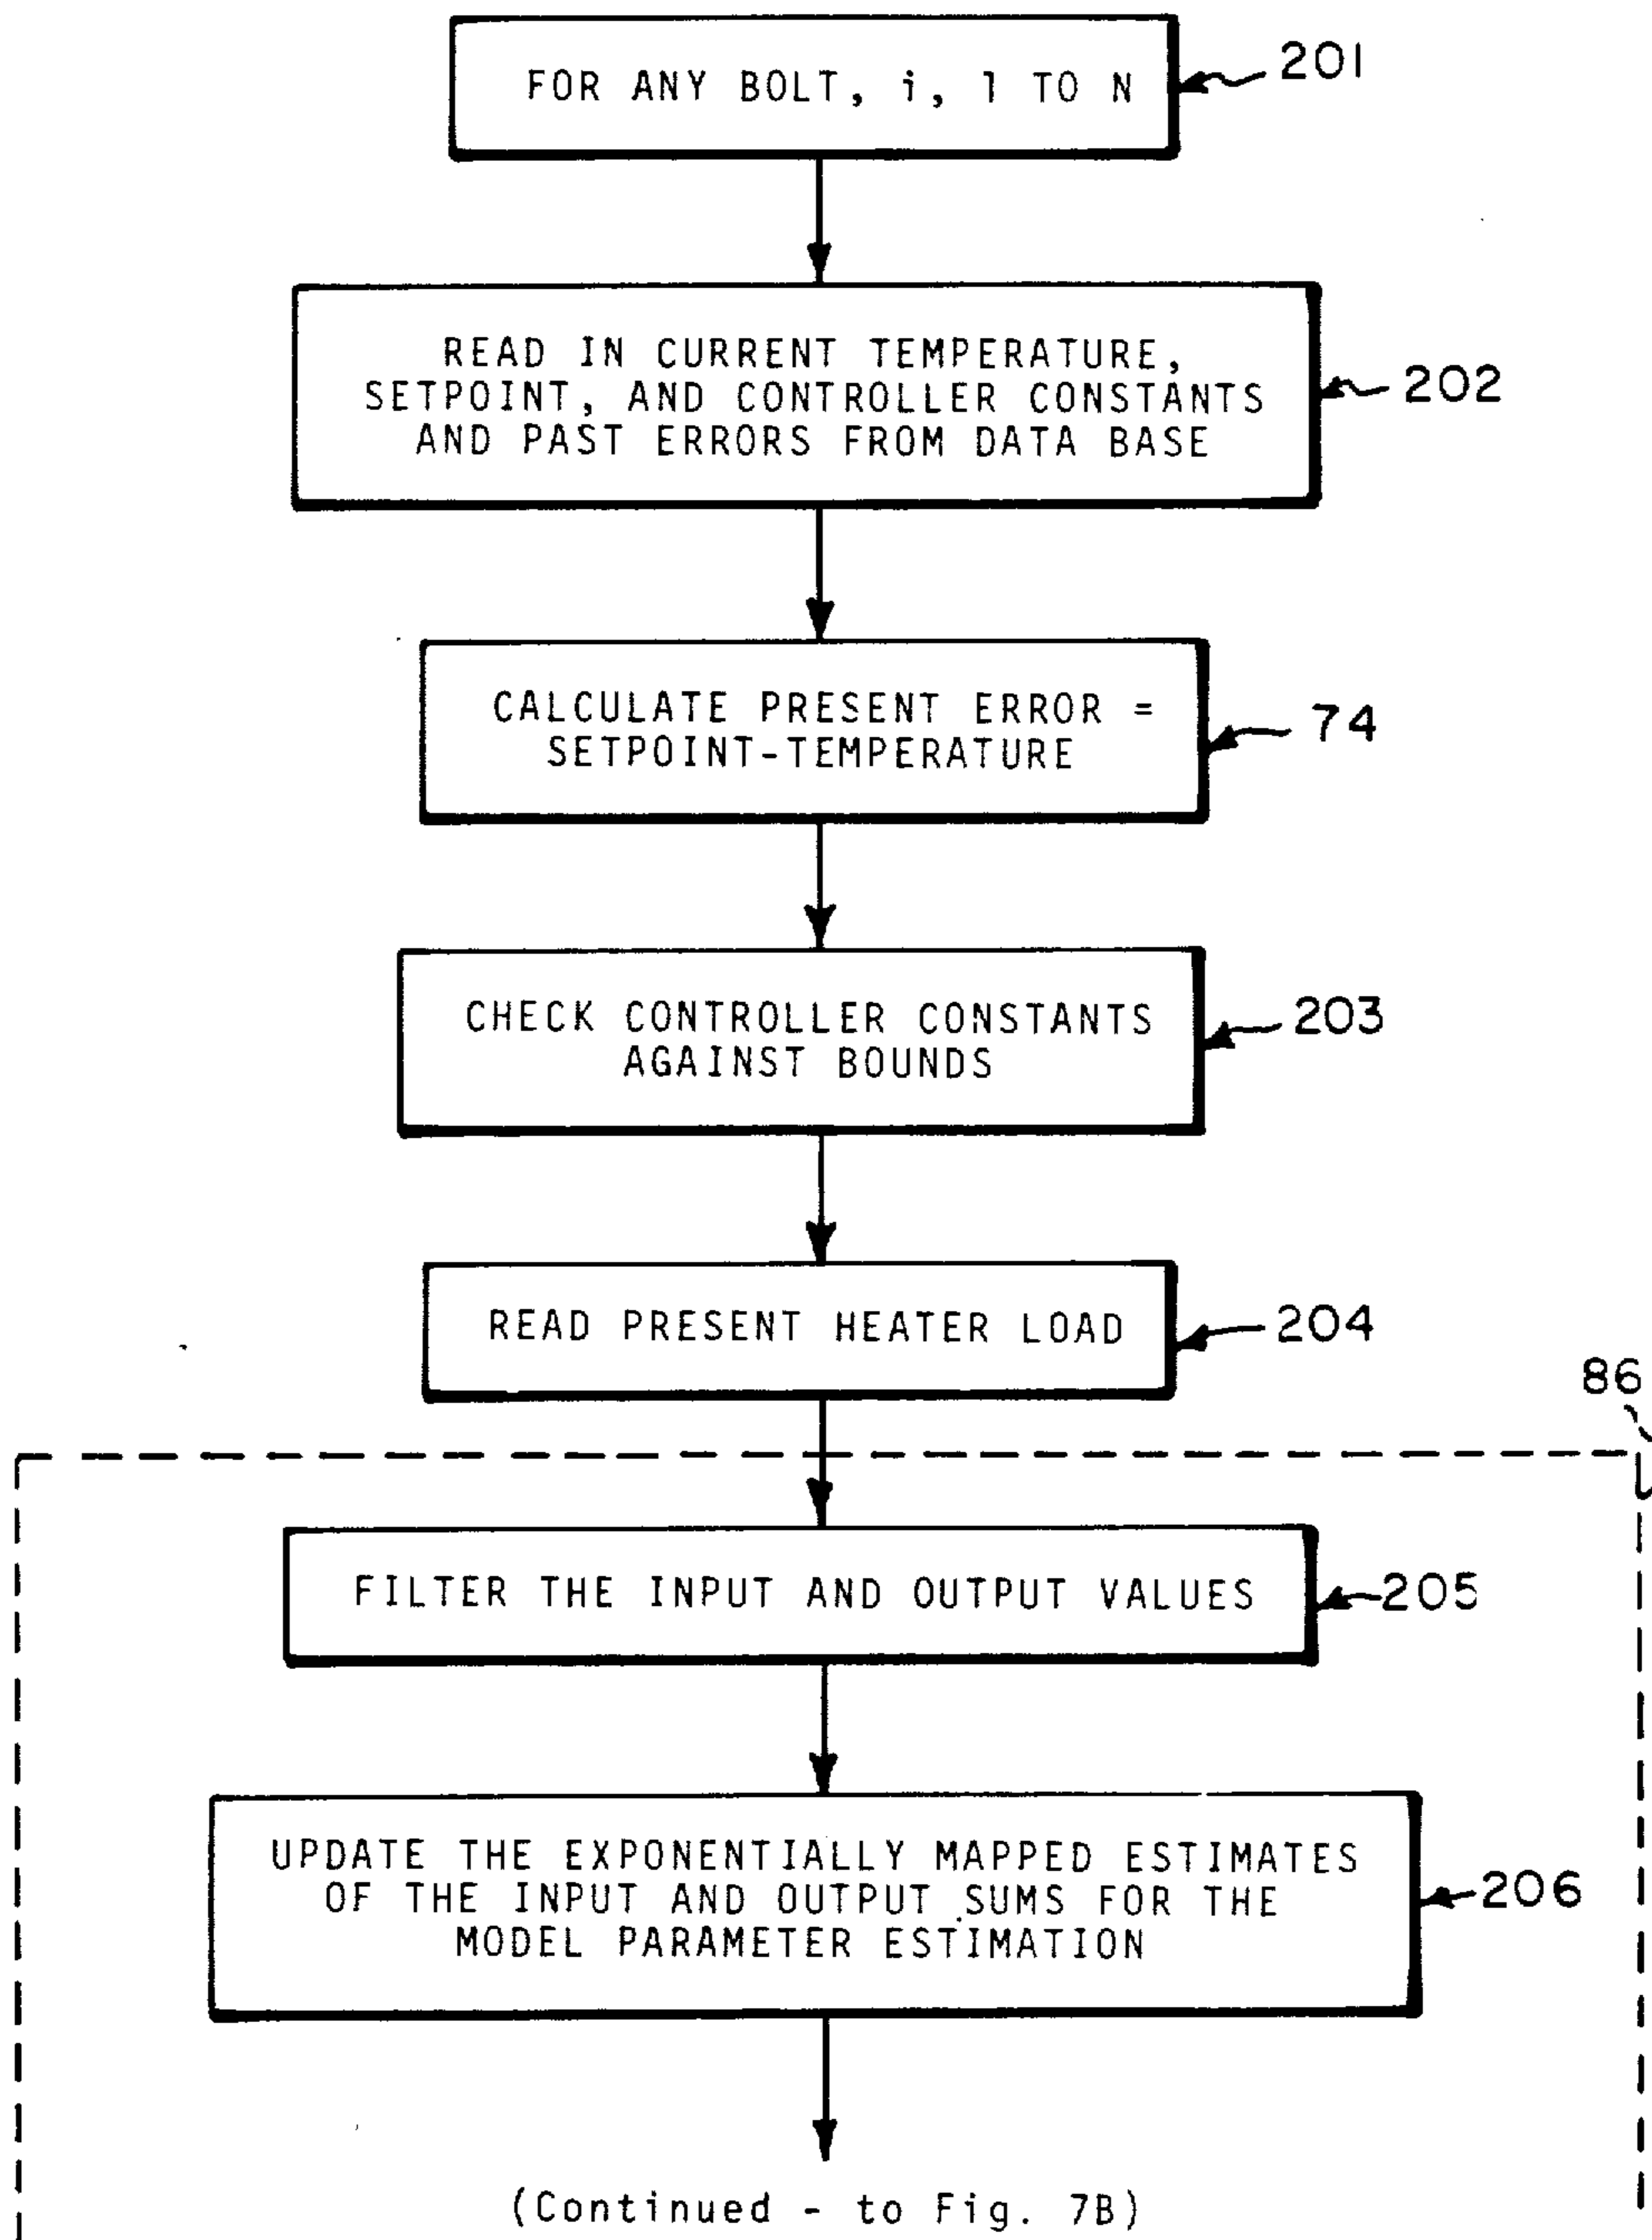 FOR ANY BOLT, i, 1 TO N
201
READ IN CURRENT TEMPERATURE,
SETPOINT, AND CONTROLLER CONSTANTS
AND PAST ERRORS FROM DATA BASE
202
CALCULATE PRESENT ERROR =
SETPOINT-TEMPERATURE
74
CHECK CONTROLLER CONSTANTS
AGAINST BOUNDS
203
READ PRESENT HEATER LOAD
204
86
FILTER THE INPUT AND OUTPUT VALUES
205
UPDATE THE EXPONENTIALLY MAPPED ESTIMATES
OF THE INPUT AND OUTPUT SUMS FOR THE
MODEL PARAMETER ESTIMATION
206
(Continued - to Fig. 7B)